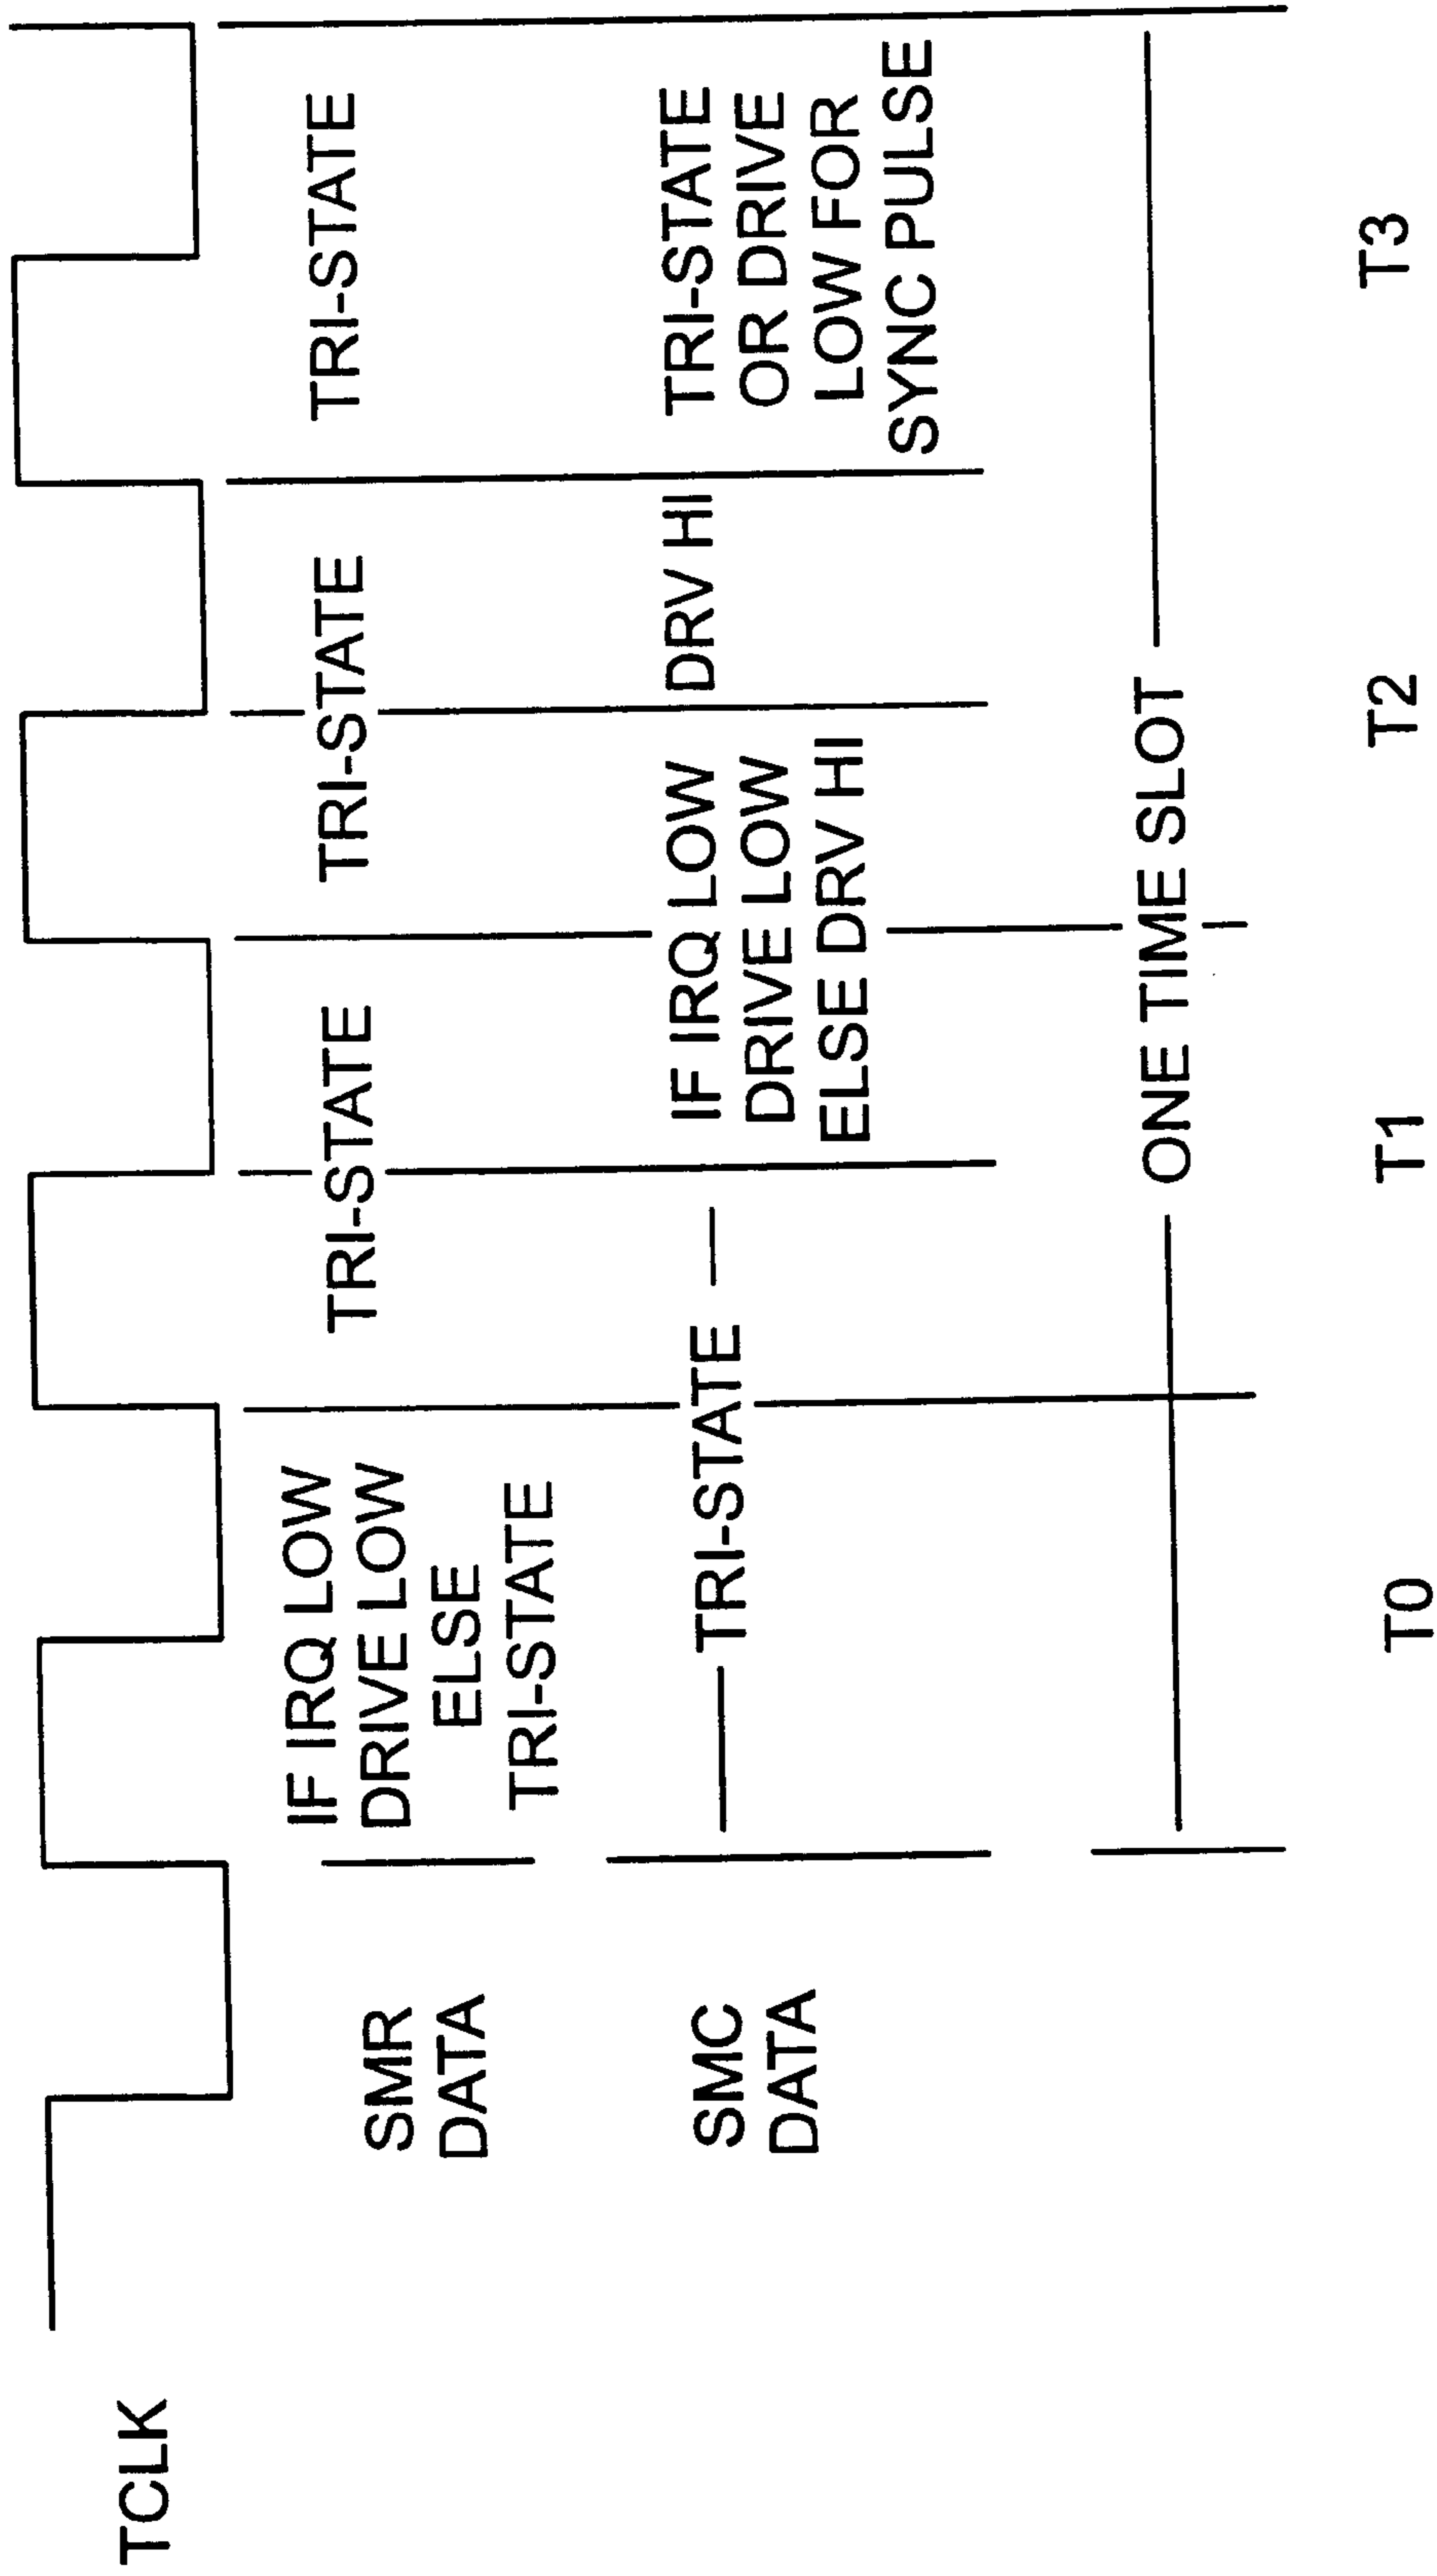 TCLK
SMR
DATA
IF IRQ LOW
DRIVE LOW
ELSE
TRI-STATE
TRI-STATE
TRI-STATE
TRI-STATE
SMC
DATA
TRI-STATE
IF IRQ LOW
DRIVE LOW
ELSE DRV HI
DRV HI
TRI-STATE
OR DRIVE
LOW FOR
SYNC PULSE
ONE TIME SLOT
T0
T1
T2
T3